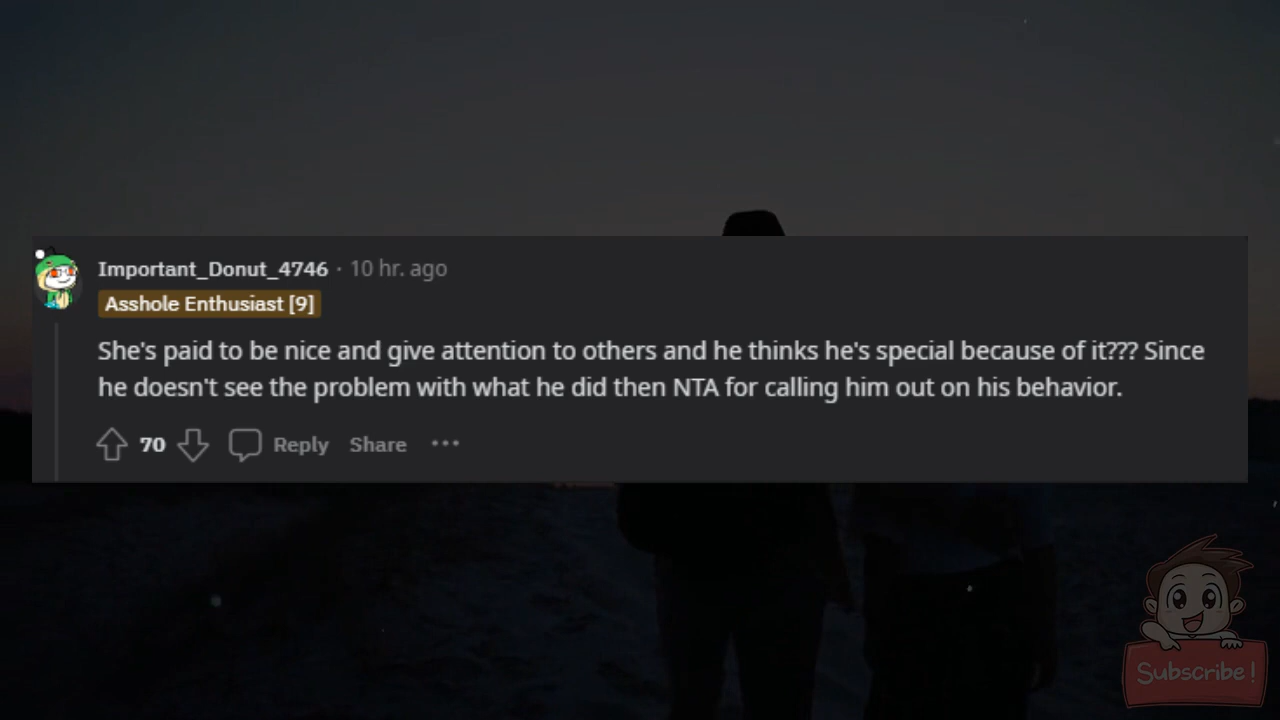 Important_Donut_4746 · 10 hr. ago
Asshole Enthusiast [9]
She's paid to be nice and give attention to others and he thinks he's special because of it??? Since
he doesn't see the problem with what he did then NTA for calling him out on his behavior.
70 Reply Share ···
Subscribe!